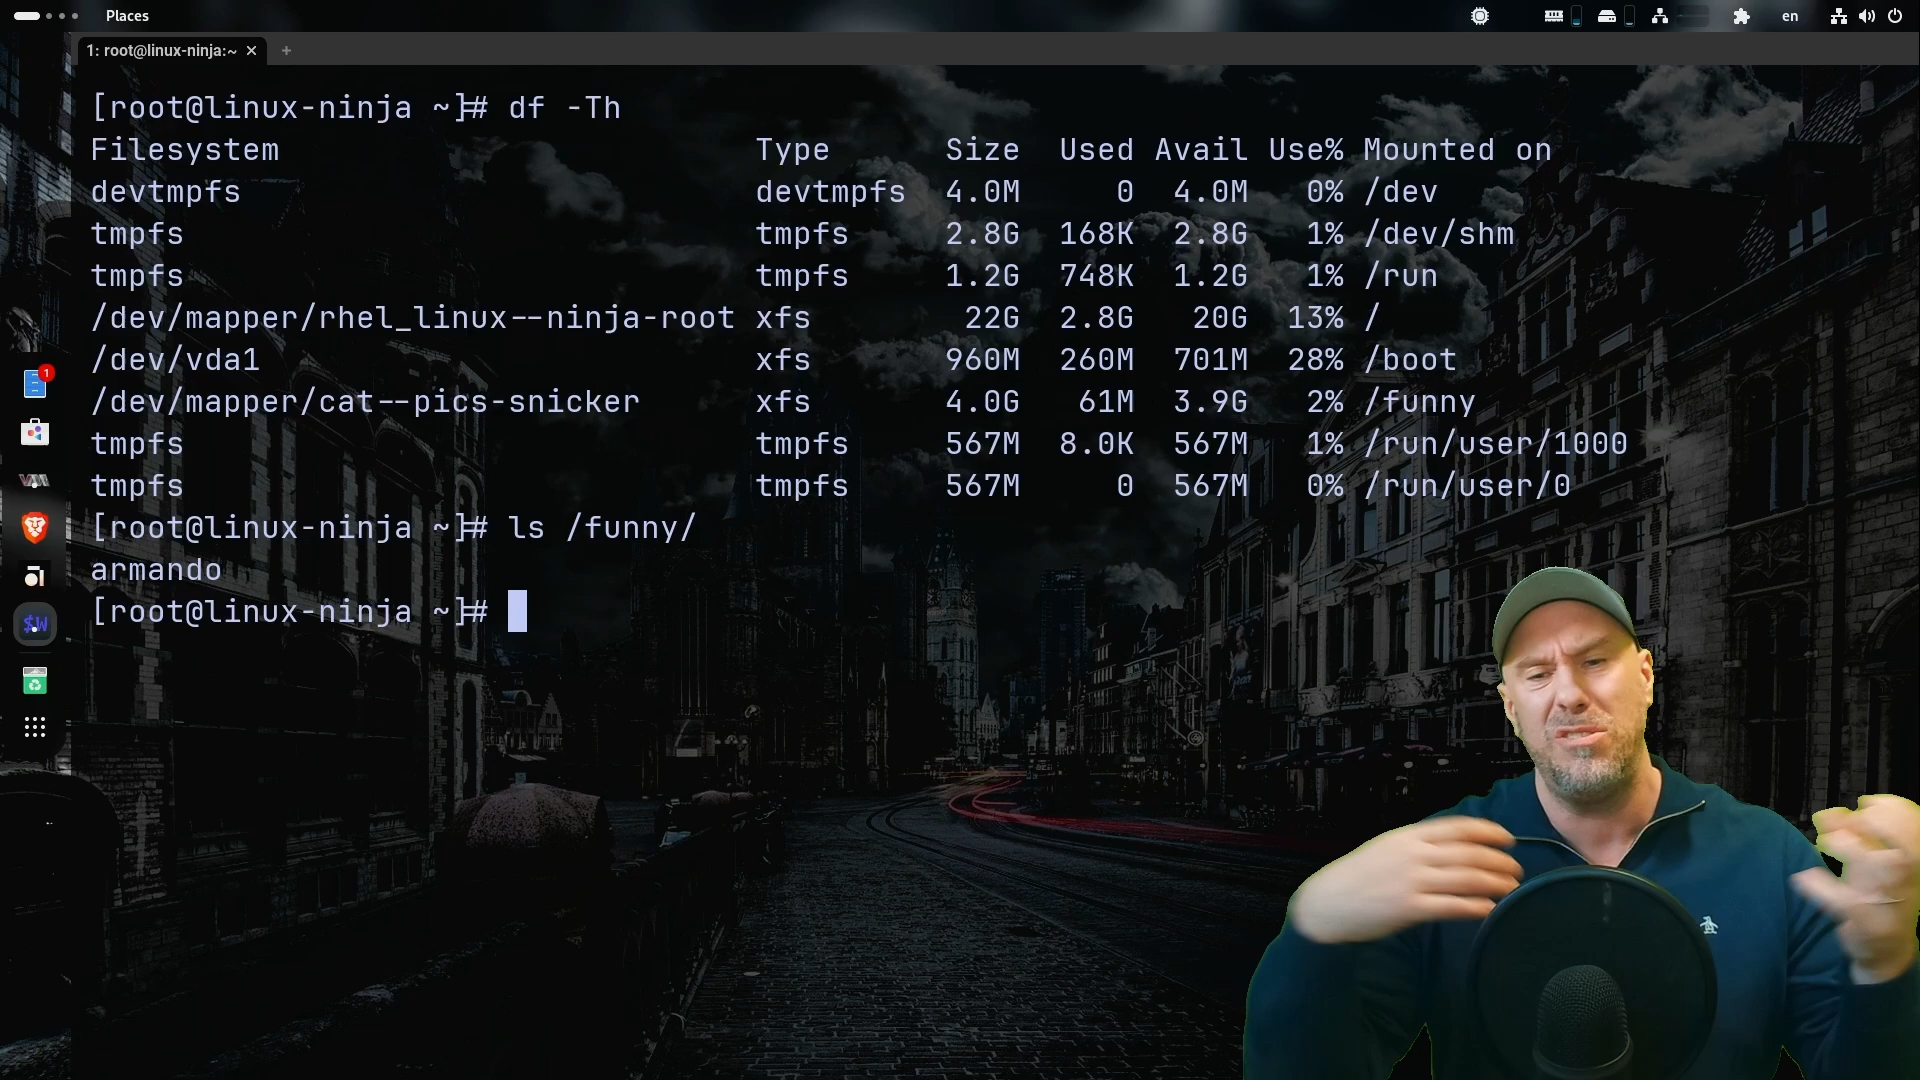 Places
en
1: root@linux-ninja:~ × +
[root@linux-ninja ~]# df -Th
Filesystem Type Size Used Avail Use% Mounted on
devtmpfs devtmpfs 4.0M 0 4.0M 0% /dev
tmpfs tmpfs 2.8G 168K 2.8G 1% /dev/shm
tmpfs tmpfs 1.2G 748K 1.2G 1% /run
/dev/mapper/rhel_linux--ninja-root xfs 22G 2.8G 20G 13% /
/dev/vda1 xfs 960M 260M 701M 28% /boot
/dev/mapper/cat--pics-snicker xfs 4.0G 61M 3.9G 2% /funny
tmpfs tmpfs 567M 8.0K 567M 1% /run/user/1000
tmpfs tmpfs 567M 0 567M 0% /run/user/0
[root@linux-ninja ~]# ls /funny/
armando
[root@linux-ninja ~]#
1
$W